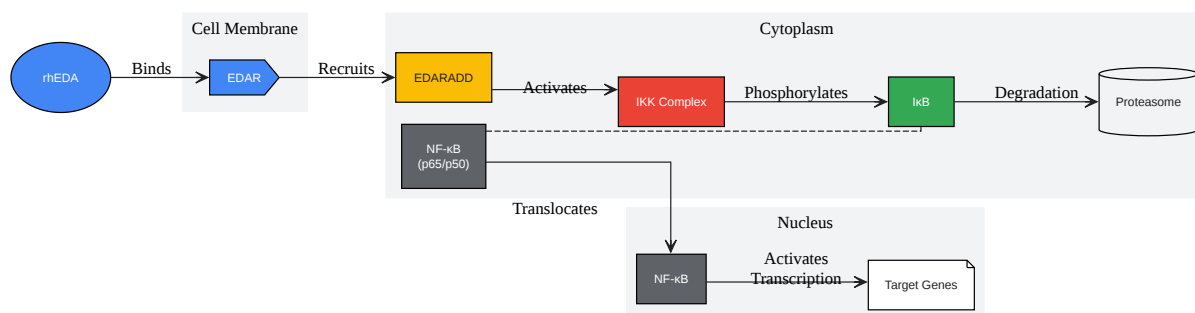 Cell Membrane
Cytoplasm
rhEDA
Binds
EDAR
Recruits
EDARADD
Activates
IKK Complex
Phosphorylates
IκB
Degradation
Proteasome
NF-κB
(p65/p50)
Translocates
Nucleus
NF-κB
Activates
Transcription
Target Genes